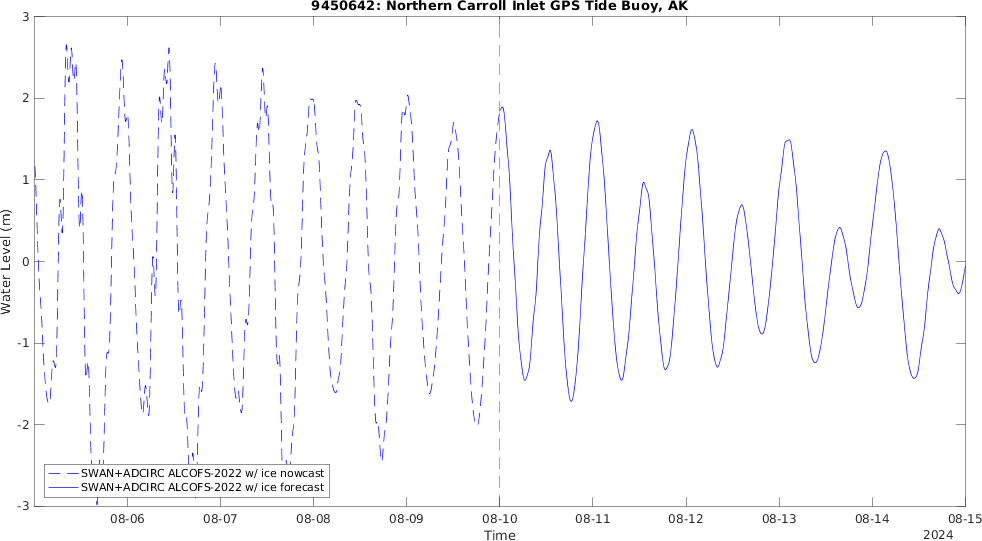 9450642: Northern Carroll Inlet GPS Tide Buoy, AK
3
2
1
0
-1
-2
-3
Water Level (m)
SWAN+ADCIRC ALCOFS-2022 w/ ice nowcast
SWAN+ADCIRC ALCOFS-2022 w/ ice forecast
08-06 08-07 08-08 08-09 08-10 08-11 08-12 08-13 08-14 08-15
Time
2024